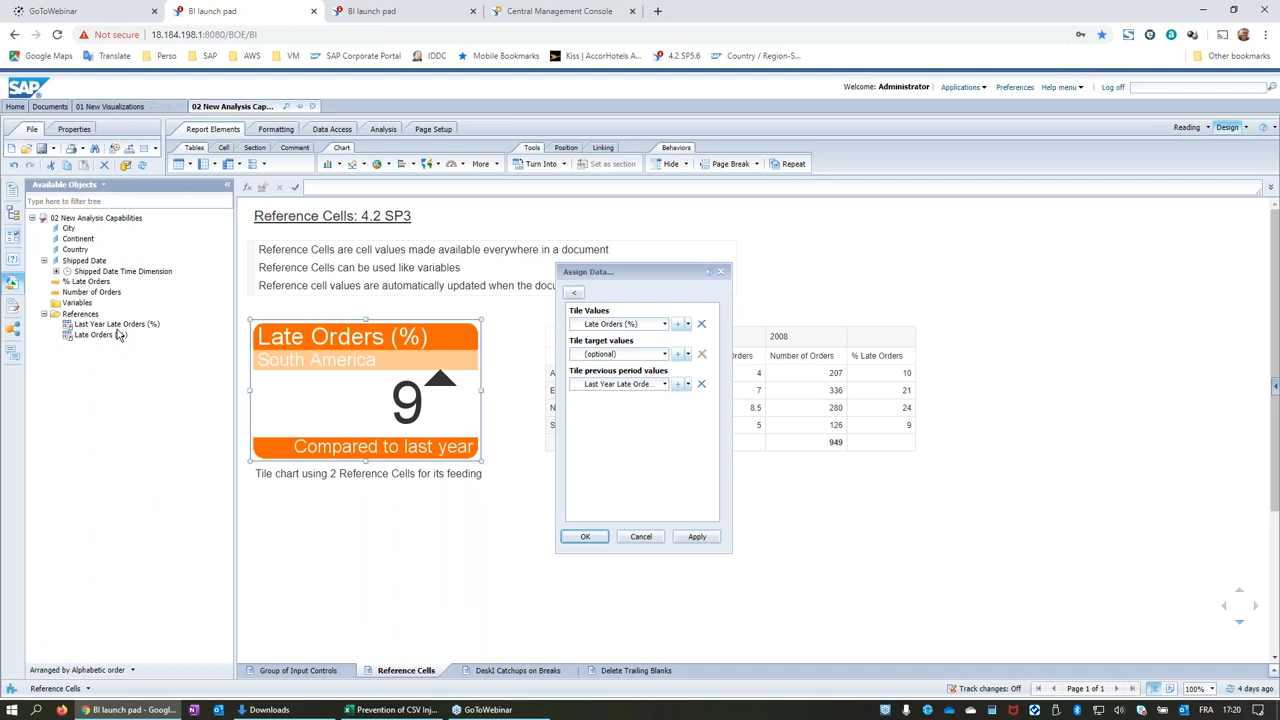 GoToWebinar
BI launch pad
BI launch pad
Central Management Console
Not secure 18.184.198.1:8080/BOE/BI
Google Maps Translate Perso SAP AWS VM SAP Corporate Portal IDDC Mobile Bookmarks Kiss | AccorHotels A... 4.2 SP5.6 Country / Region-S... Other bookmarks
SAP
Welcome: Administrator Applications Preferences Help menu Log off
Home Documents 01 New Visualizations 02 New Analysis Cap...
File Properties Report Elements Formatting Data Access Analysis Page Setup Reading Design
Tables Cell Section Comment Chart Tools Position Linking Behaviors
More Turn Into Set as section Hide Page Break Repeat
Available Objects
Type here to filter tree
02 New Analysis Capabilities
City
Continent
Country
Shipped Date
Shipped Date Time Dimension
% Late Orders
Number of Orders
Variables
References
Last Year Late Orders (%)
Late Orders
Arranged by Alphabetic order
Reference Cells: 4.2 SP3
Reference Cells are cell values made available everywhere in a document
Reference Cells can be used like variables
Reference cell values are automatically updated when the docu
Late Orders (%)
South America
9
Compared to last year
Tile chart using 2 Reference Cells for its feeding
Assign Data...
<
Tile Values
Late Orders (%)
Tile target values
(optional)
Tile previous period values
Last Year Late Orde...
OK Cancel Apply
2008
Orders Number of Orders % Late Orders
A 4 207 10
E 7 336 21
N 8.5 280 24
S 5 126 9
949
Group of Input Controls Reference Cells DeskI Catchups on Breaks Delete Trailing Blanks
Reference Cells Track changes: Off Page 1 of 1 100% 4 days ago
BI launch pad - Googl... Downloads Prevention of CSV Inj... GoToWebinar FR 17:20